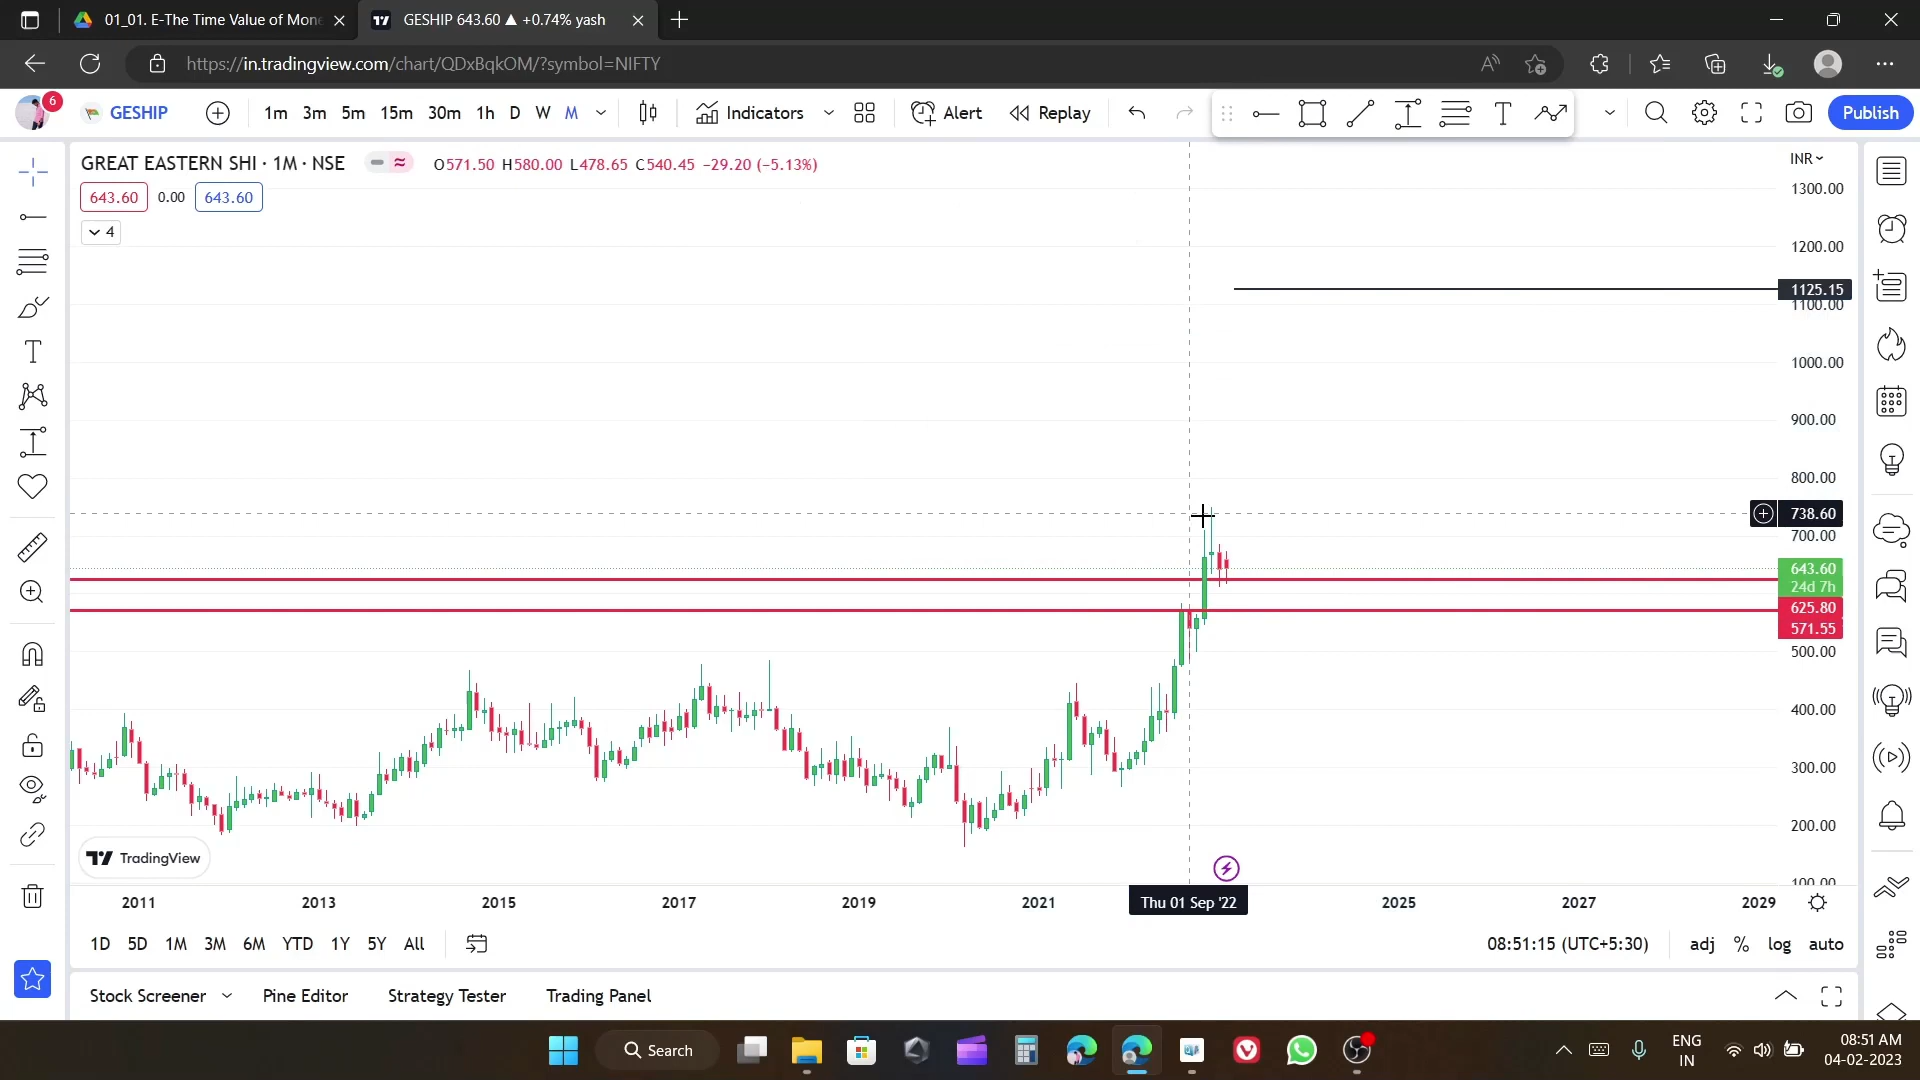 01_01. E-The Time Value of Mone
GESHIP 643.60 ▲ +0.74% yash
https://in.tradingview.com/chart/QDxBqkOM/?symbol=NIFTY
6
GESHIP
1m 3m 5m 15m 30m 1h D W M
Indicators
Alert
Replay
Publish
GREAT EASTERN SHI · 1M · NSE
O571.50 H580.00 L478.65 C540.45 −29.20 (−5.13%)
INR
643.60 0.00 643.60
4
1300.00
1200.00
1125.15
1100.00
1000.00
900.00
800.00
738.60
700.00
643.60
24d 7h
625.80
571.55
500.00
400.00
300.00
200.00
100.00
TradingView
2011 2013 2015 2017 2019 2021 Thu 01 Sep '22 2025 2027 2029
1D 5D 1M 3M 6M YTD 1Y 5Y All
08:51:15 (UTC+5:30) adj % log auto
Stock Screener Pine Editor Strategy Tester Trading Panel
Search
ENG
IN
08:51 AM
04-02-2023